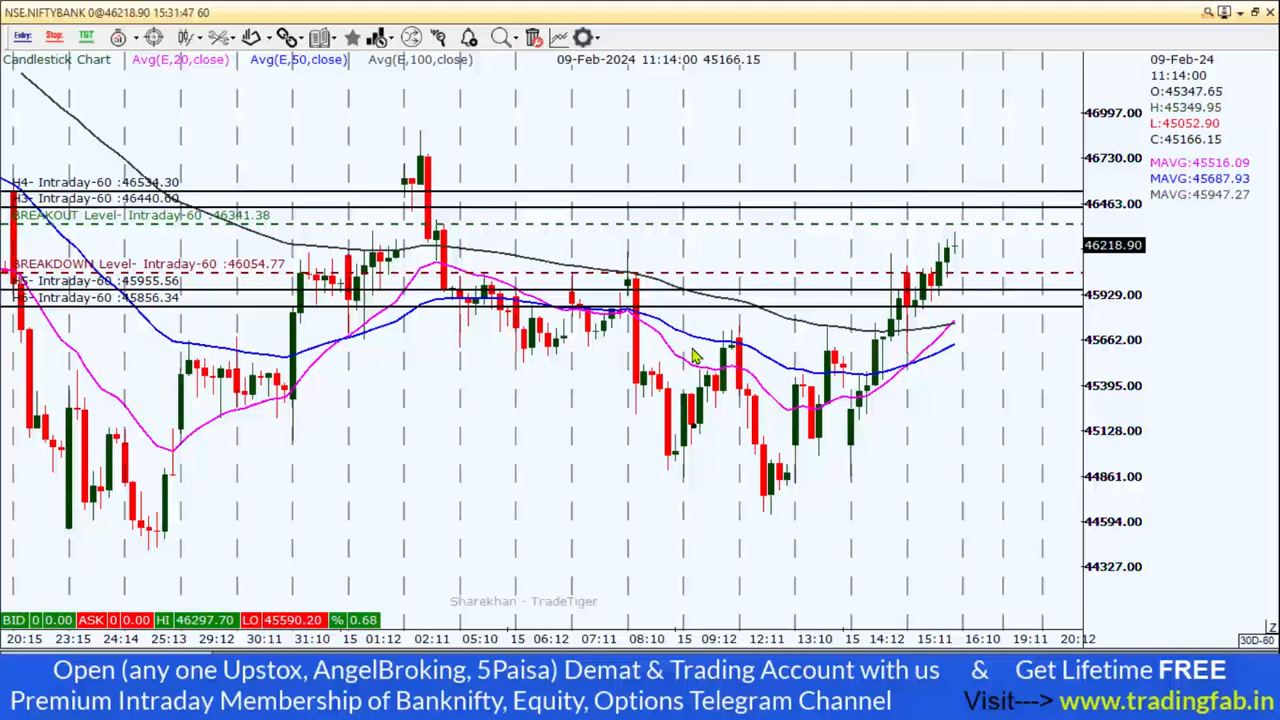 NSE.NIFTYBANK 0@46218.90 15:31:47 60
Entry: Stop: TGT
Candlestick Chart Avg(E,20,close) Avg(E,50,close) Avg(E,100,close) 09-Feb-2024 11:14:00 45166.15
09-Feb-24
11:14:00
O:45347.65
H:45349.95
L:45052.90
C:45166.15
MAVG:45516.09
MAVG:45687.93
MAVG:45947.27
46997.00
46730.00
46463.00
46218.90
45929.00
45662.00
45395.00
45128.00
44861.00
44594.00
44327.00
H4- Intraday-60 :46534.30
H3- Intraday-60 :46440.60
BREAKOUT Level- Intraday-60 :46341.38
BREAKDOWN Level- Intraday-60 :46054.77
Intraday-60 :45955.56
H6- Intraday-60 :45856.34
Sharekhan - TradeTiger
BID 0 0.00 ASK 0 0.00 HI 46297.70 LO 45590.20 % 0.68
20:15 23:15 24:14 25:13 29:12 30:11 31:10 15 01:12 02:11 05:10 15 06:12 07:11 08:10 15 09:12 12:11 13:10 15 14:12 15:11 16:10 19:11 20:12
Z
30D-60
Open (any one Upstox, AngelBroking, 5Paisa) Demat & Trading Account with us & Get Lifetime FREE
Premium Intraday Membership of Banknifty, Equity, Options Telegram Channel Visit---> www.tradingfab.in